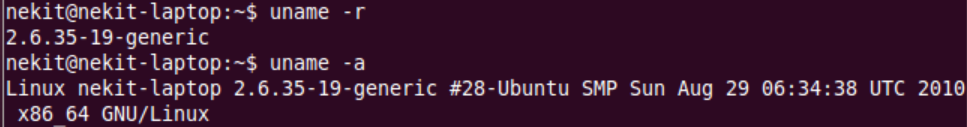 nekit@nekit-laptop:~$ uname -r
2.6.35-19-generic
nekit@nekit-laptop:~$ uname -a
Linux nekit-laptop 2.6.35-19-generic #28-Ubuntu SMP Sun Aug 29 06:34:38 UTC 2010
 x86_64 GNU/Linux